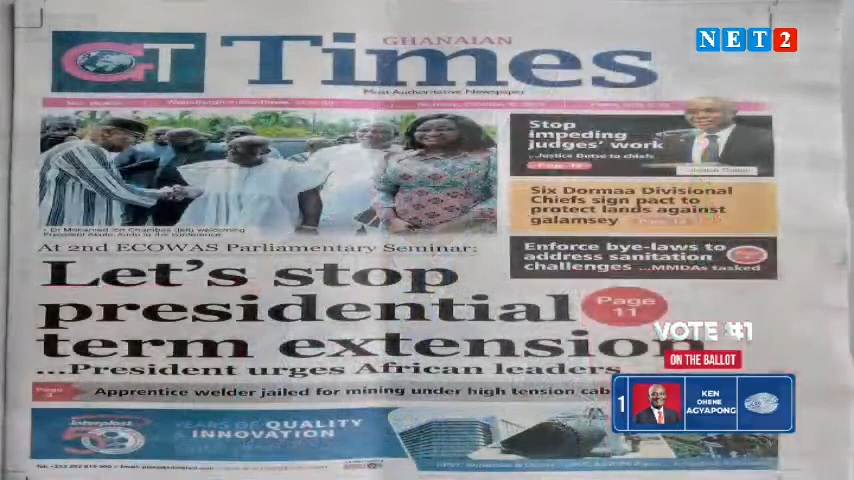 NET2
GT
GHANAIAN
Times
Most Authoritative Newspaper
Stop
impeding
judges' work
...Justice Dotse to chiefs
Six Dormaa Divisional
Chiefs sign pact to
protect lands against
galamsey
Enforce bye-laws to
address sanitation
challenges ...MMDAs tasked
Dr Mohamed Ibn Chambas (left) welcoming
President Akufo-Addo to the conference
At 2nd ECOWAS Parliamentary Seminar:
Let's stop
presidential
term extension
Page
11
...President urges African leaders
Apprentice welder jailed for mining under high tension cab
VOTE #1
ON THE BALLOT
1
KEN
OHENE
AGYAPONG
Interplast
50
YEARS OF QUALITY
& INNOVATION